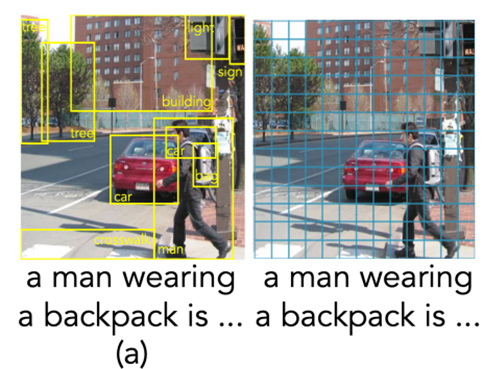 tree
light
sign
building
tree
car
bag
car
crosswalk
man
a man wearing
a backpack is ...
(a)
a man wearing
a backpack is ...